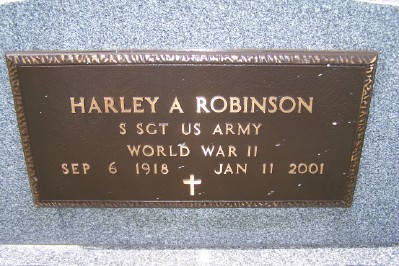 HARLEY A ROBINSON
S SGT US ARMY
WORLD WAR II
SEP 6 1918 JAN 11 2001